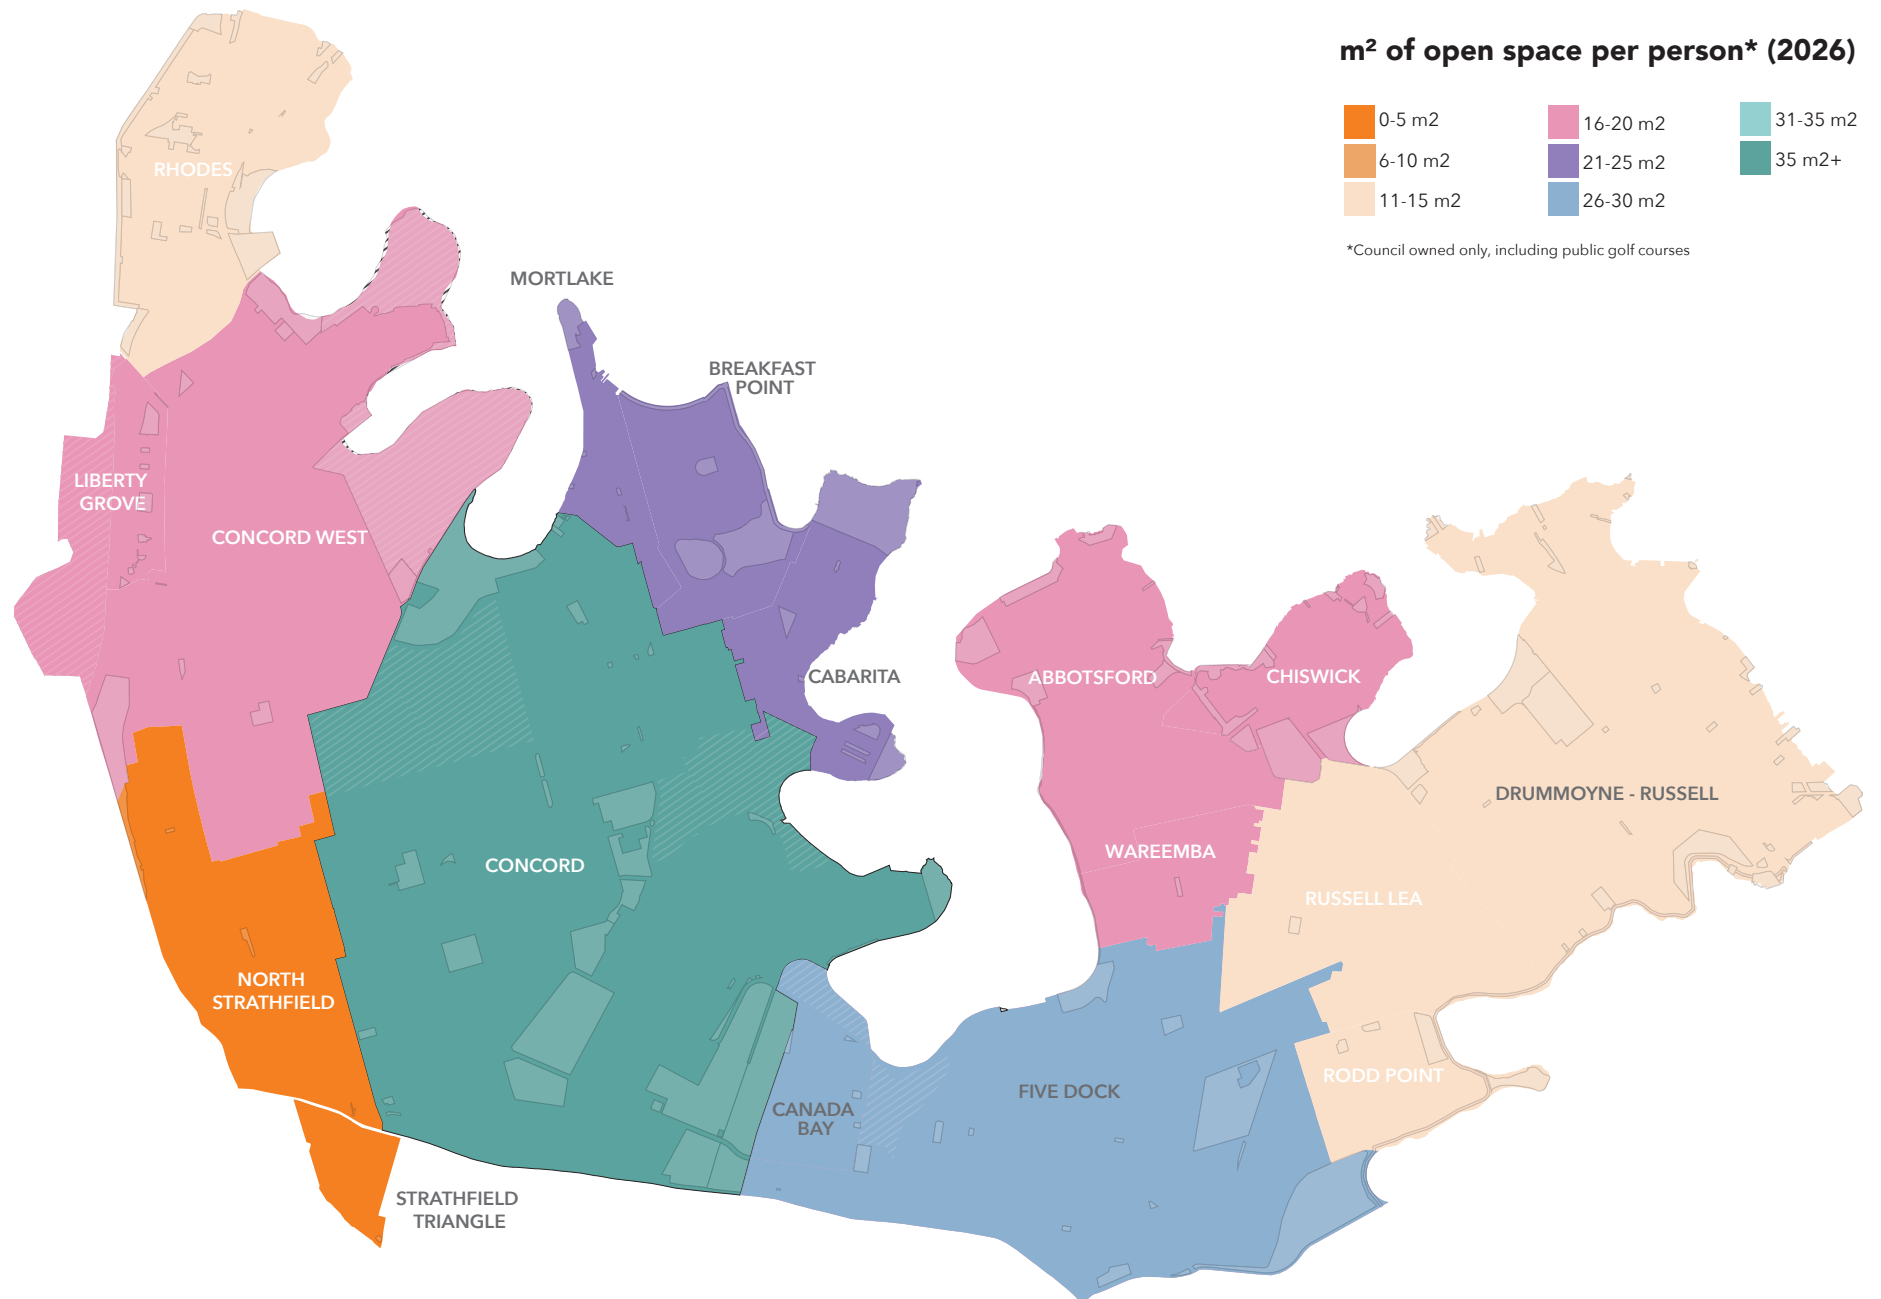 m² of open space per person* (2026)
0-5 m2
6-10 m2
11-15 m2
16-20 m2
21-25 m2
26-30 m2
31-35 m2
35 m2+
*Council owned only, including public golf courses
RHODES
MORTLAKE
BREAKFAST
POINT
LIBERTY
GROVE
CONCORD WEST
CABARITA
ABBOTSFORD
CHISWICK
DRUMMOYNE - RUSSELL
WAREEMBA
CONCORD
RUSSELL LEA
NORTH
STRATHFIELD
RODD POINT
FIVE DOCK
CANADA
BAY
STRATHFIELD
TRIANGLE